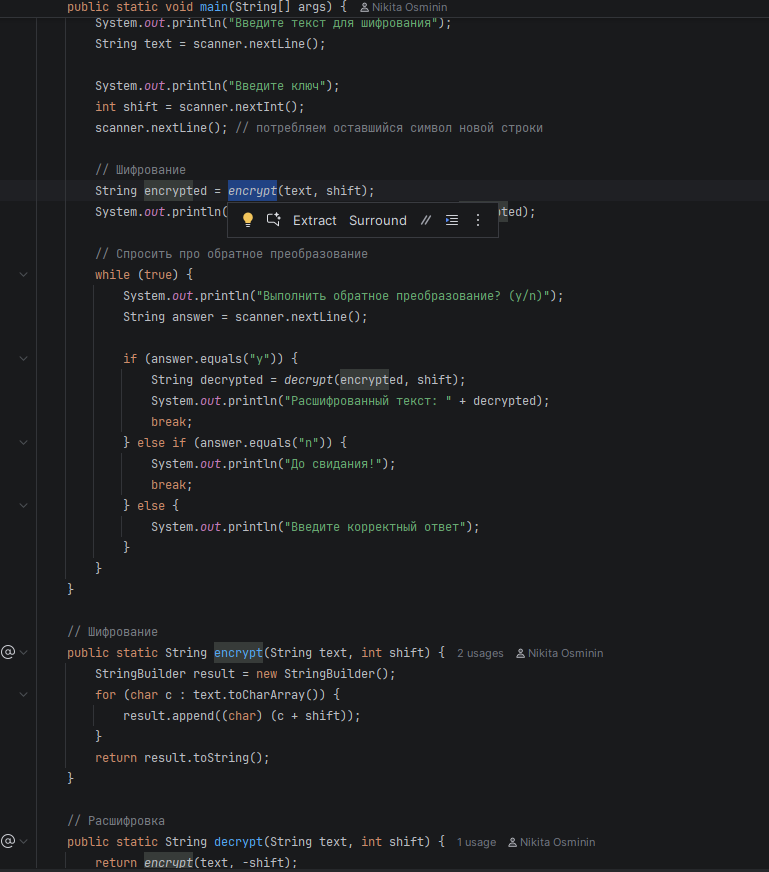 public static void main(String[] args) { Nikita Osminin
System.out.println("Введите текст для шифрования");
String text = scanner.nextLine();
System.out.println("Введите ключ");
int shift = scanner.nextInt();
scanner.nextLine(); // потребляем оставшийся символ новой строки
// Шифрование
String encrypted = encrypt(text, shift);
System.out.println( ted);
Extract Surround //
// Спросить про обратное преобразование
while (true) {
System.out.println("Выполнить обратное преобразование? (y/n)");
String answer = scanner.nextLine();
if (answer.equals("y")) {
String decrypted = decrypt(encrypted, shift);
System.out.println("Расшифрованный текст: " + decrypted);
break;
} else if (answer.equals("n")) {
System.out.println("До свидания!");
break;
} else {
System.out.println("Введите корректный ответ");
}
}
}
// Шифрование
public static String encrypt(String text, int shift) { 2 usages Nikita Osminin
StringBuilder result = new StringBuilder();
for (char c : text.toCharArray()) {
result.append((char) (c + shift));
}
return result.toString();
}
// Расшифровка
public static String decrypt(String text, int shift) { 1 usage Nikita Osminin
return encrypt(text, -shift);